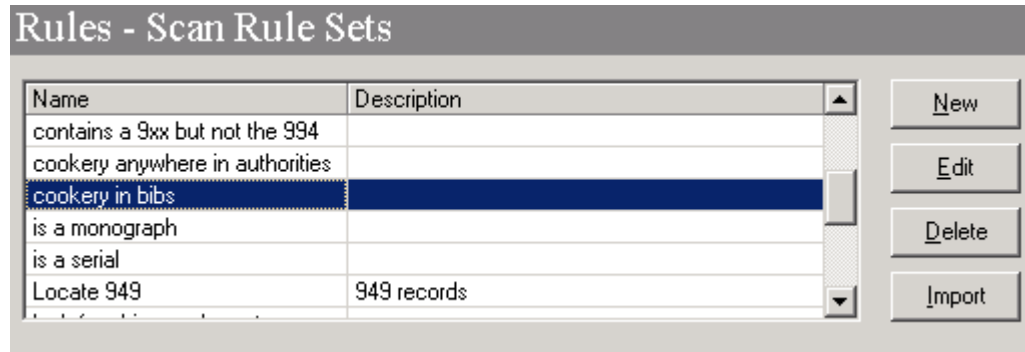 Rules - Scan Rule Sets
Name Description
New
contains a 9xx but not the 994
cookery anywhere in authorities
Edit
cookery in bibs
is a monograph
Delete
is a serial
Locate 949 949 records
Import